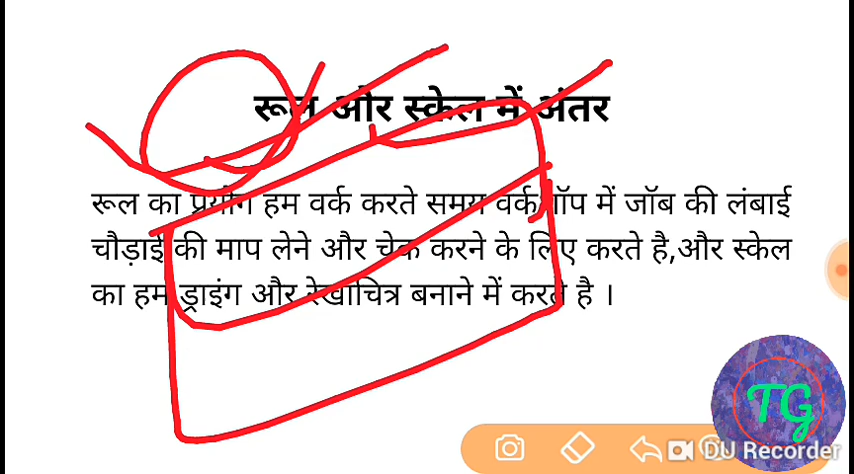 रूल और स्केल में अंतर
रूल का प्रयोग हम वर्क करते समय वर्कशॉप में जॉब की लंबाई
चौड़ाई की माप लेने और चेक करने के लिए करते है,और स्केल
का हम ड्राइंग और रेखाचित्र बनाने में करते है ।
TG
DU Recorder